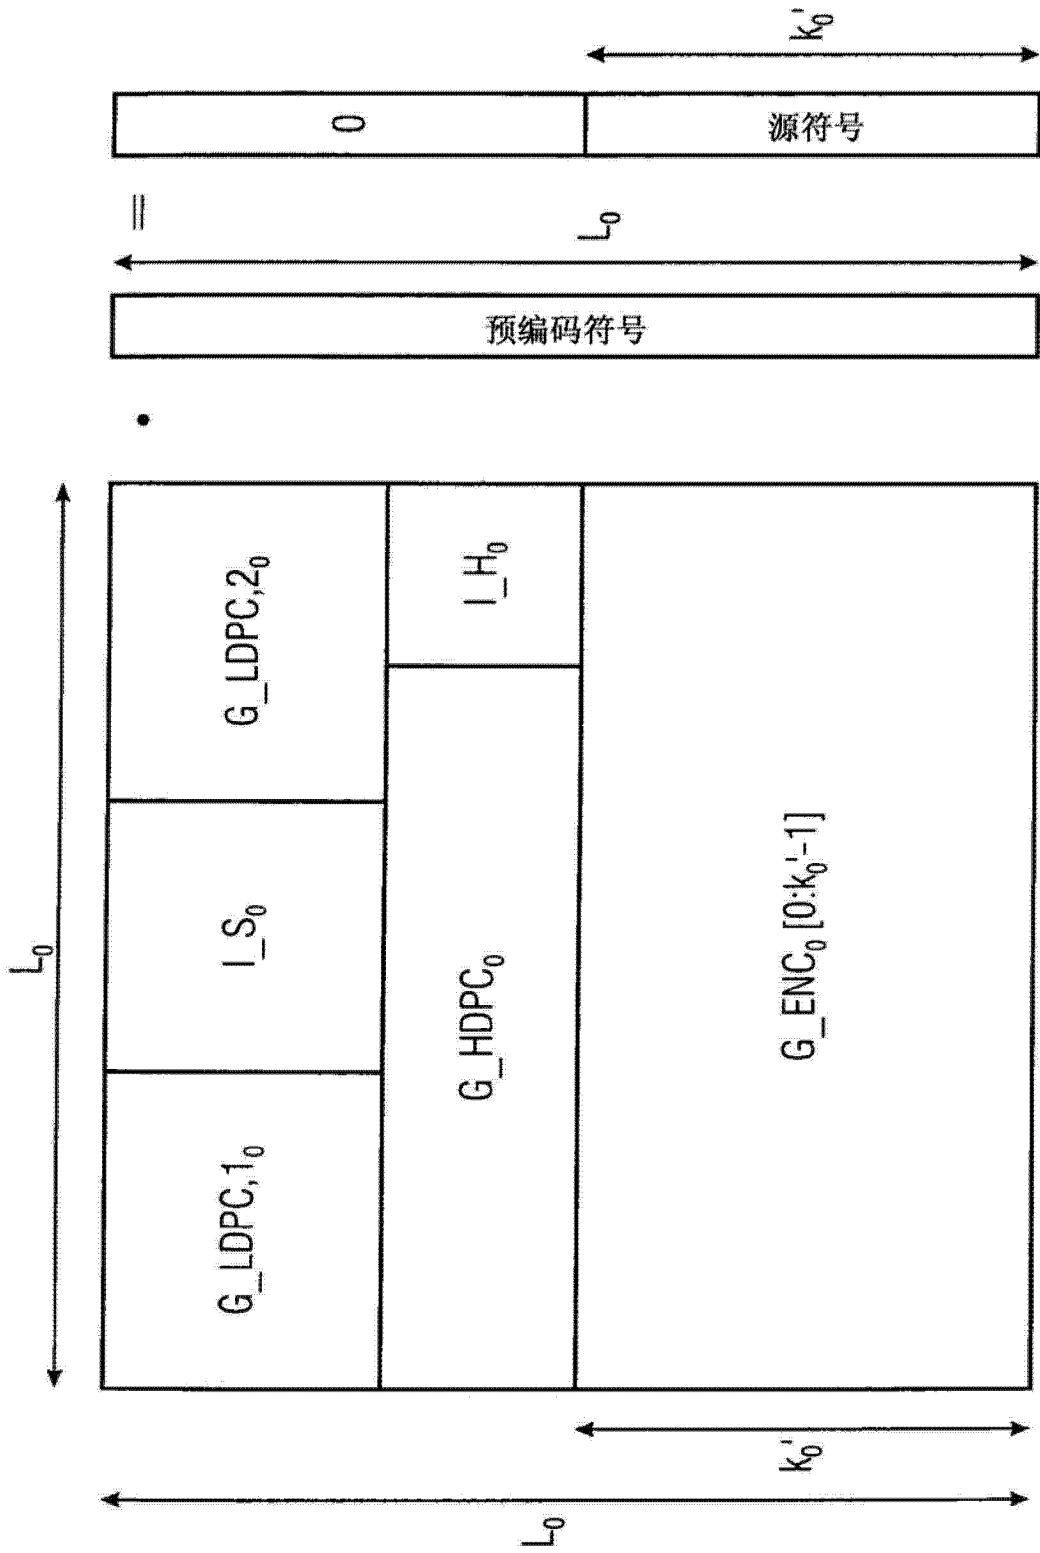 L₀
G_LDPC,1₀
I_S₀
G_LDPC,2₀
G_HDPC₀
I_H₀
G_ENC₀ [0:k₀'-1]
L₀
k₀'
•
预编码符号
L₀
=
0
源符号
k₀'